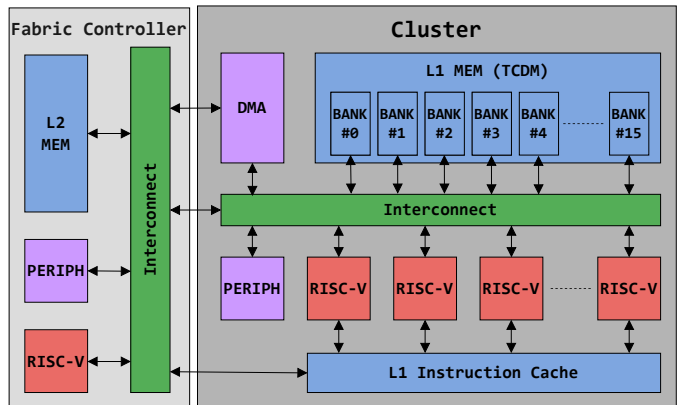 Fabric Controller
Cluster
L2
MEM
Interconnect
PERIPH
RISC-V
DMA
L1 MEM (TCDM)
BANK
#0
BANK
#1
BANK
#2
BANK
#3
BANK
#4
BANK
#15
Interconnect
PERIPH
RISC-V
RISC-V
RISC-V
RISC-V
L1 Instruction Cache